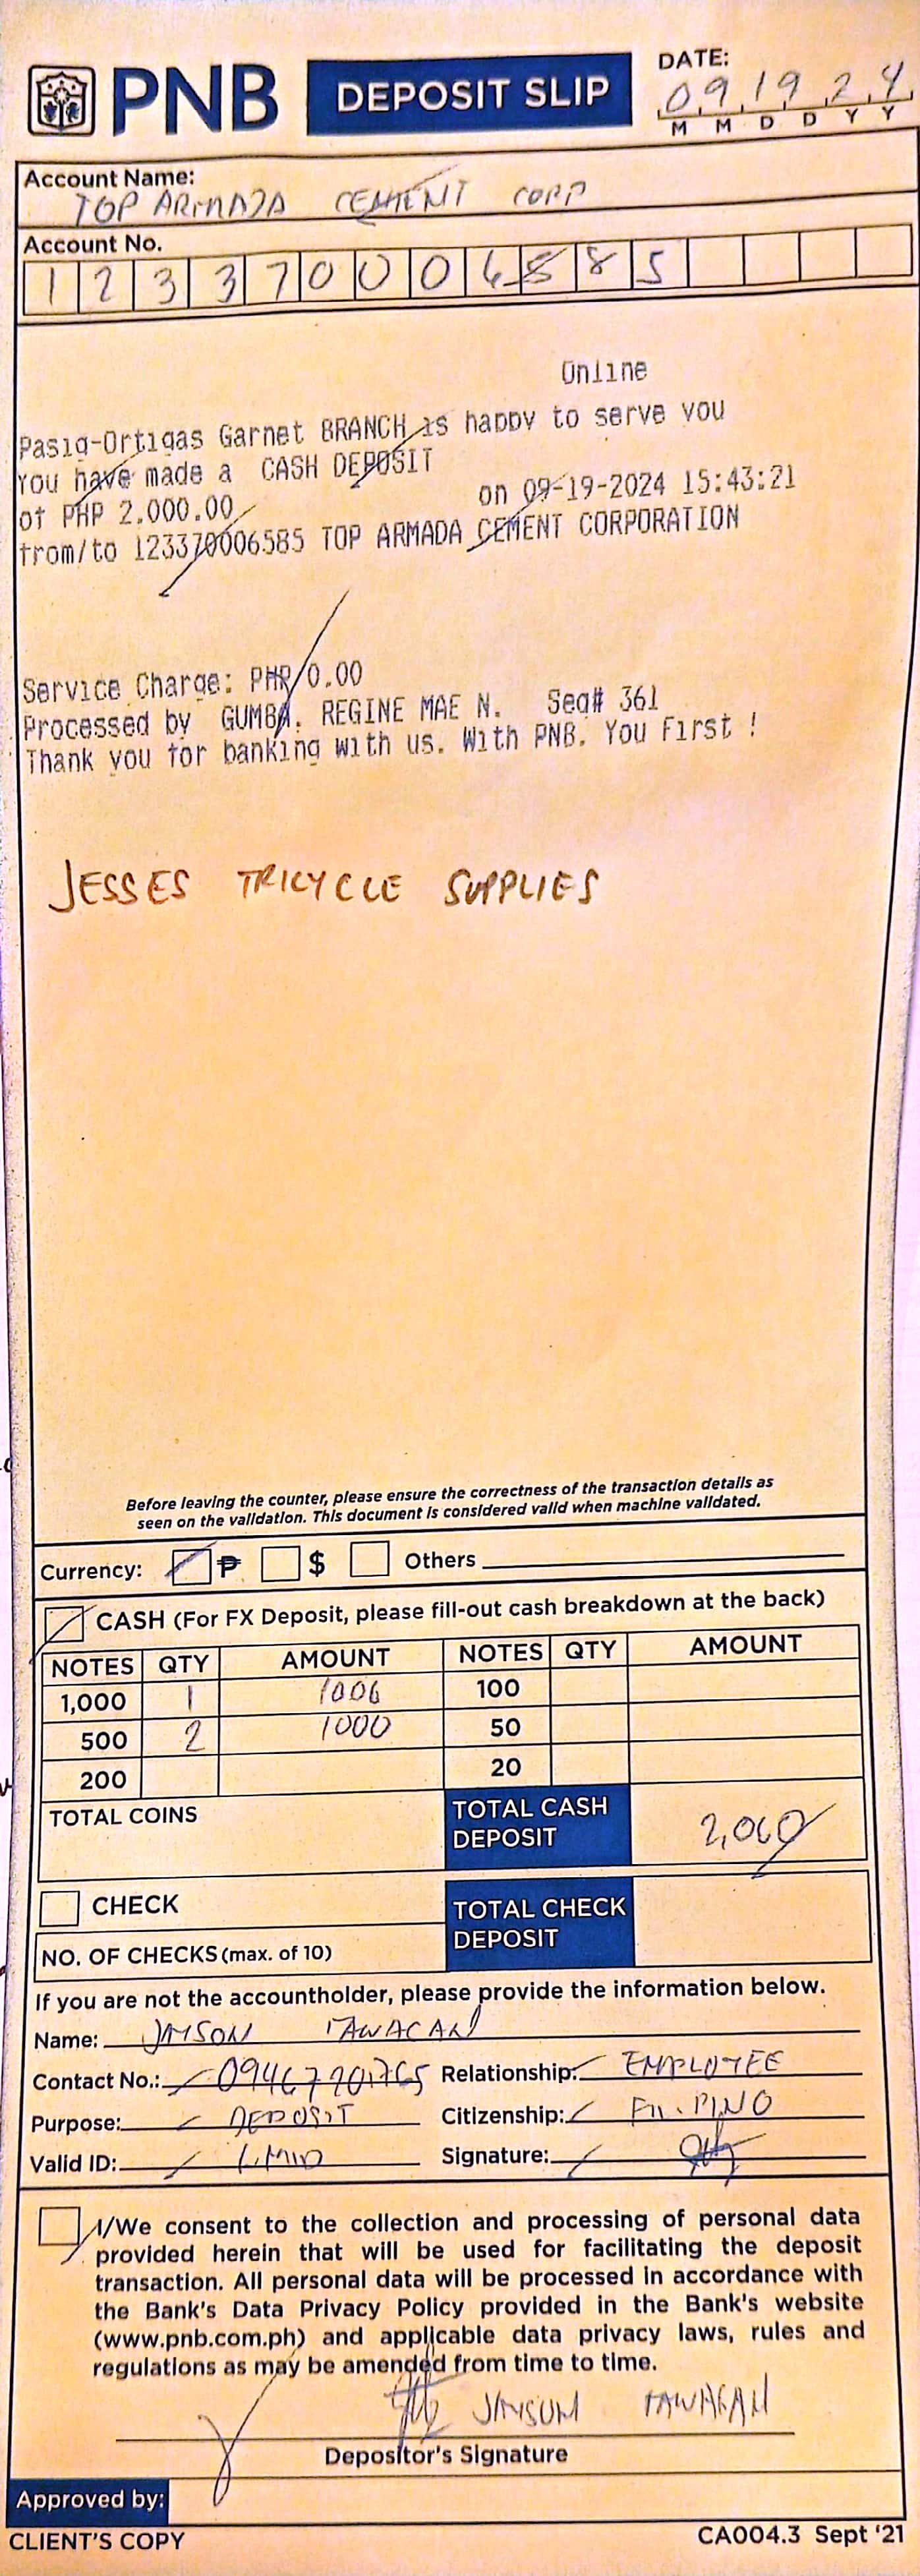 PNB DEPOSIT SLIP DATE:
091924
M M D D Y Y
Account Name:
TOP ARMADA CEMENT CORP
Account No.
1 2 3 3 7 0 0 0 6 5 8 5
Online
Pasig-Ortigas Garnet BRANCH is happy to serve you
You have made a CASH DEPOSIT
of PHP 2,000.00 on 09-19-2024 15:43:21
from/to 123370006585 TOP ARMADA CEMENT CORPORATION
Service Charge: PHP 0.00
Processed by GUMBA, REGINE MAE N. Seq# 361
Thank you for banking with us. With PNB, You First !
JESSES TRICYCLE SUPPLIES
Before leaving the counter, please ensure the correctness of the transaction details as
seen on the validation. This document is considered valid when machine validated.
Currency: ₱ $ Others
CASH (For FX Deposit, please fill-out cash breakdown at the back)
NOTES QTY AMOUNT NOTES QTY AMOUNT
1,000 1 1000 100
500 2 1000 50
200 20
TOTAL COINS TOTAL CASH DEPOSIT 2,000
CHECK TOTAL CHECK DEPOSIT
NO. OF CHECKS (max. of 10)
If you are not the accountholder, please provide the information below.
Name: JMSON TAWAGAN
Contact No.: Relationship: EMPLOYEE
Purpose: DEPOSIT Citizenship: FILIPINO
Valid ID: Signature:
I/We consent to the collection and processing of personal data
provided herein that will be used for facilitating the deposit
transaction. All personal data will be processed in accordance with
the Bank's Data Privacy Policy provided in the Bank's website
(www.pnb.com.ph) and applicable data privacy laws, rules and
regulations as may be amended from time to time.
JMSON TAWAGAN
Depositor's Signature
Approved by:
CLIENT'S COPY CA004.3 Sept '21